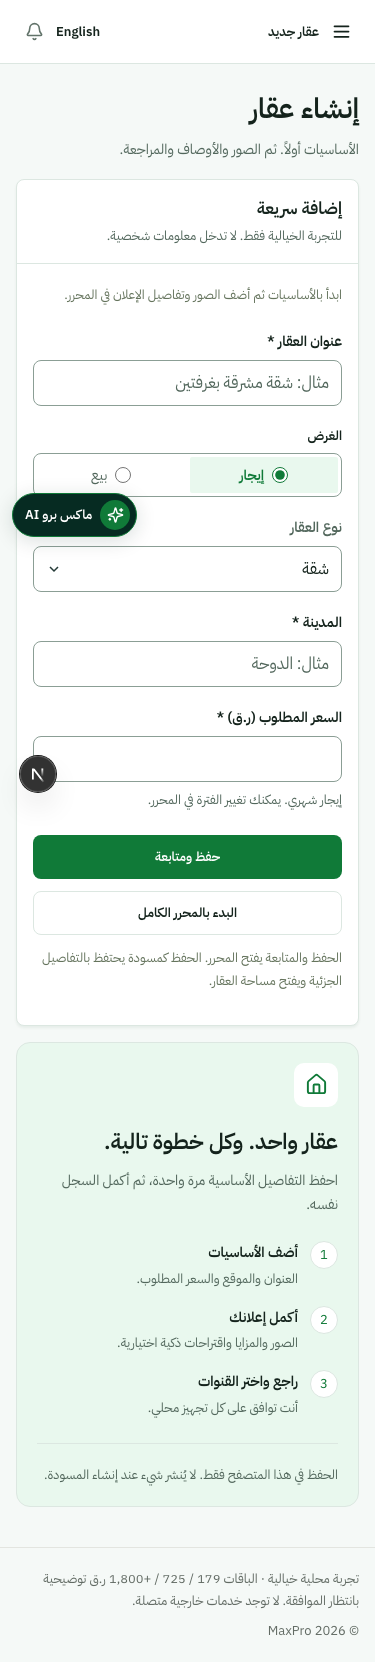 عقار جديد
English
إنشاء عقار
الأساسيات أولاً. ثم الصور والأوصاف والمراجعة.
إضافة سريعة
للتجربة الخيالية فقط. لا تدخل معلومات شخصية.
ابدأ بالأساسيات ثم أضف الصور وتفاصيل الإعلان في المحرر.
عنوان العقار *
مثال: شقة مشرقة بغرفتين
الغرض
إيجار
بيع
ماكس برو AI
نوع العقار
شقة
المدينة *
مثال: الدوحة
السعر المطلوب (ر.ق) *
N
إيجار شهري. يمكنك تغيير الفترة في المحرر.
حفظ ومتابعة
البدء بالمحرر الكامل
الحفظ والمتابعة يفتح المحرر. الحفظ كمسودة يحتفظ بالتفاصيل
الجزئية ويفتح مساحة العقار.
عقار واحد. وكل خطوة تالية.
احفظ التفاصيل الأساسية مرة واحدة، ثم أكمل السجل
نفسه.
1 أضف الأساسيات
العنوان والموقع والسعر المطلوب.
2 أكمل إعلانك
الصور والمزايا واقتراحات ذكية اختيارية.
3 راجع واختر القنوات
أنت توافق على كل تجهيز محلي.
الحفظ في هذا المتصفح فقط. لا يُنشر شيء عند إنشاء المسودة.
تجربة محلية خيالية · الباقات 179 / 725 / +1,800 ر.ق توضيحية
بانتظار الموافقة. لا توجد خدمات خارجية متصلة.
© 2026 MaxPro